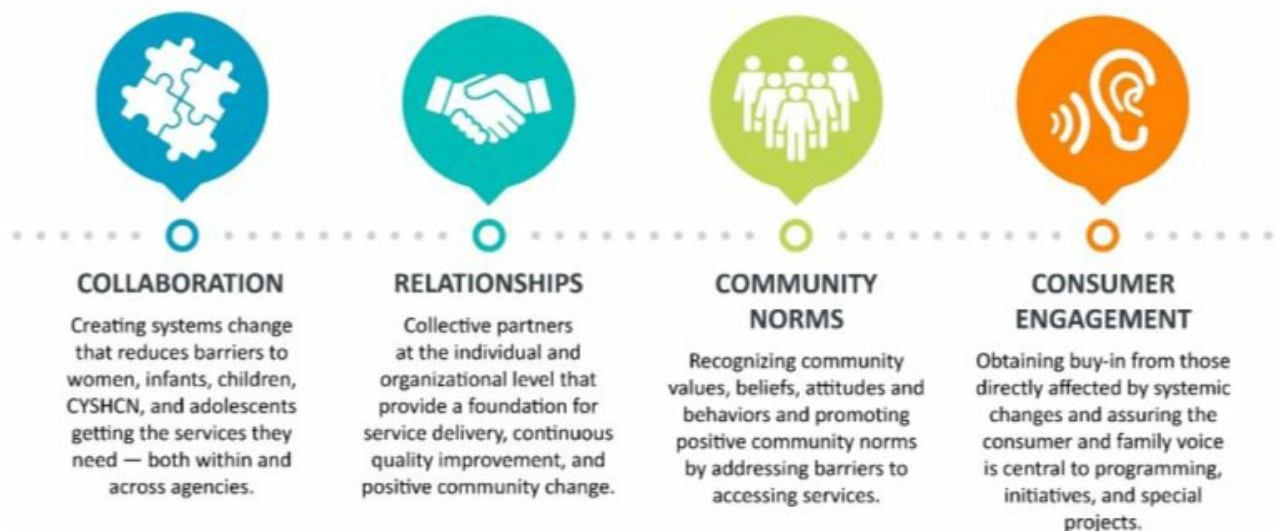 COLLABORATION
Creating systems change
that reduces barriers to
women, infants, children,
CYSHCN, and adolescents
getting the services they
need — both within and
across agencies.
RELATIONSHIPS
Collective partners
at the individual and
organizational level that
provide a foundation for
service delivery, continuous
quality improvement, and
positive community change.
COMMUNITY
NORMS
Recognizing community
values, beliefs, attitudes and
behaviors and promoting
positive community norms
by addressing barriers to
accessing services.
CONSUMER
ENGAGEMENT
Obtaining buy-in from those
directly affected by systemic
changes and assuring the
consumer and family voice
is central to programming,
initiatives, and special
projects.